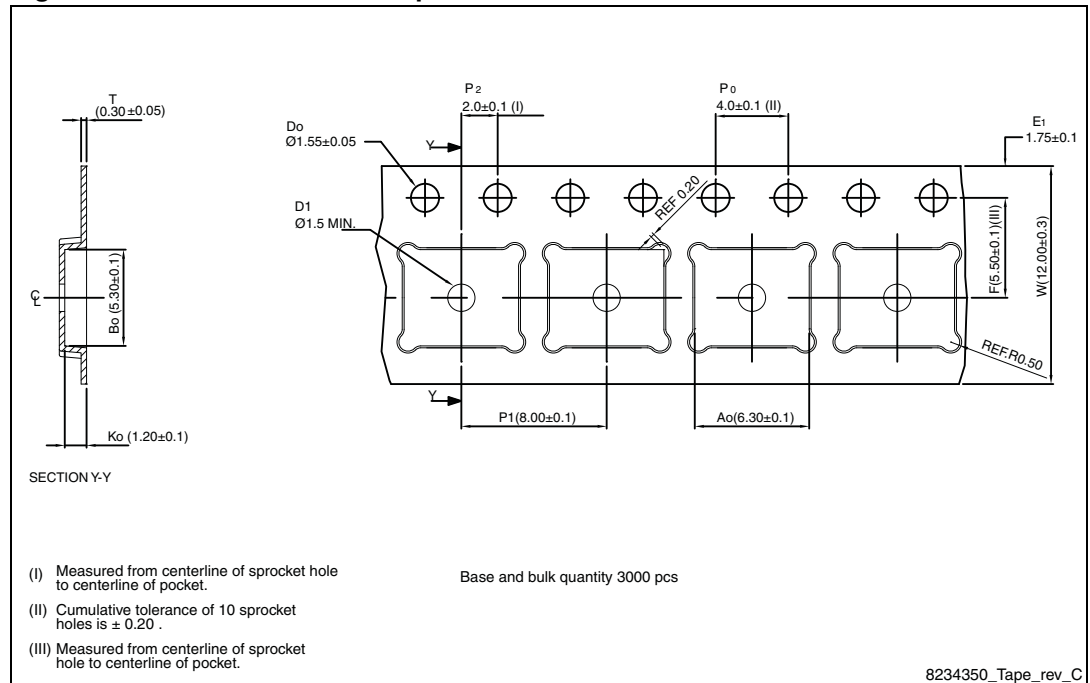 T
(0.30±0.05)
P2
2.0±0.1 (I)
P0
4.0±0.1 (II)
E1
1.75±0.1
Do
Ø1.55±0.05
Y
D1
Ø1.5 MIN.
REF 0.20
F(5.50±0.1)(III)
W(12.00±0.3)
Bo (5.30±0.1)
℄
REF.R0.50
Y
P1(8.00±0.1)
Ao(6.30±0.1)
Ko (1.20±0.1)
SECTION Y-Y
(I) Measured from centerline of sprocket hole
to centerline of pocket.
Base and bulk quantity 3000 pcs
(II) Cumulative tolerance of 10 sprocket
holes is ± 0.20 .
(III) Measured from centerline of sprocket
hole to centerline of pocket.
8234350_Tape_rev_C